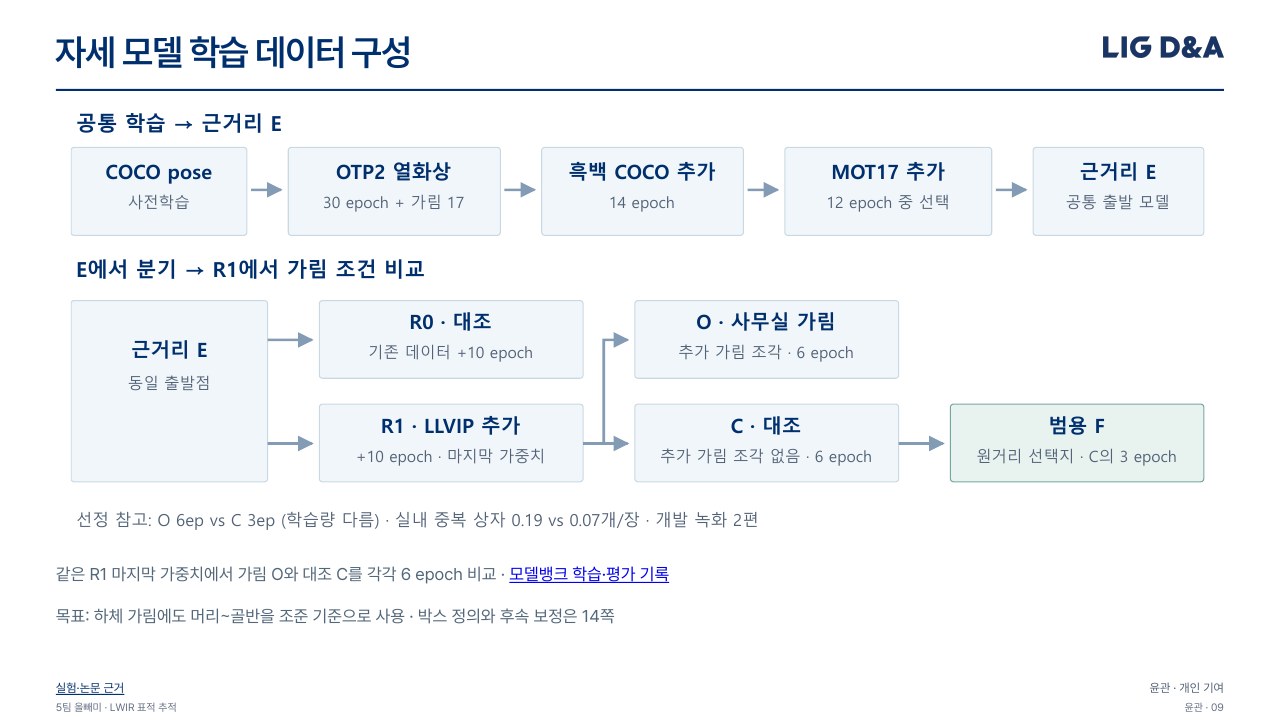 자세 모델 학습 데이터 구성
LIG D&A
공통 학습 → 근거리 E
COCO pose
사전학습
OTP2 열화상
30 epoch + 가림 17
흑백 COCO 추가
14 epoch
MOT17 추가
12 epoch 중 선택
근거리 E
공통 출발 모델
E에서 분기 → R1에서 가림 조건 비교
근거리 E
동일 출발점
R0 · 대조
기존 데이터 +10 epoch
O · 사무실 가림
추가 가림 조각 · 6 epoch
R1 · LLVIP 추가
+10 epoch · 마지막 가중치
C · 대조
추가 가림 조각 없음 · 6 epoch
범용 F
원거리 선택지 · C의 3 epoch
선정 참고: O 6ep vs C 3ep (학습량 다름) · 실내 중복 상자 0.19 vs 0.07개/장 · 개발 녹화 2편
같은 R1 마지막 가중치에서 가림 O와 대조 C를 각각 6 epoch 비교 · 모델뱅크 학습·평가 기록
목표: 하체 가림에도 머리~골반을 조준 기준으로 사용 · 박스 정의와 후속 보정은 14쪽
실험·논문 근거
5팀 올빼미 · LWIR 표적 추적
윤관 · 개인 기여
윤관 · 09